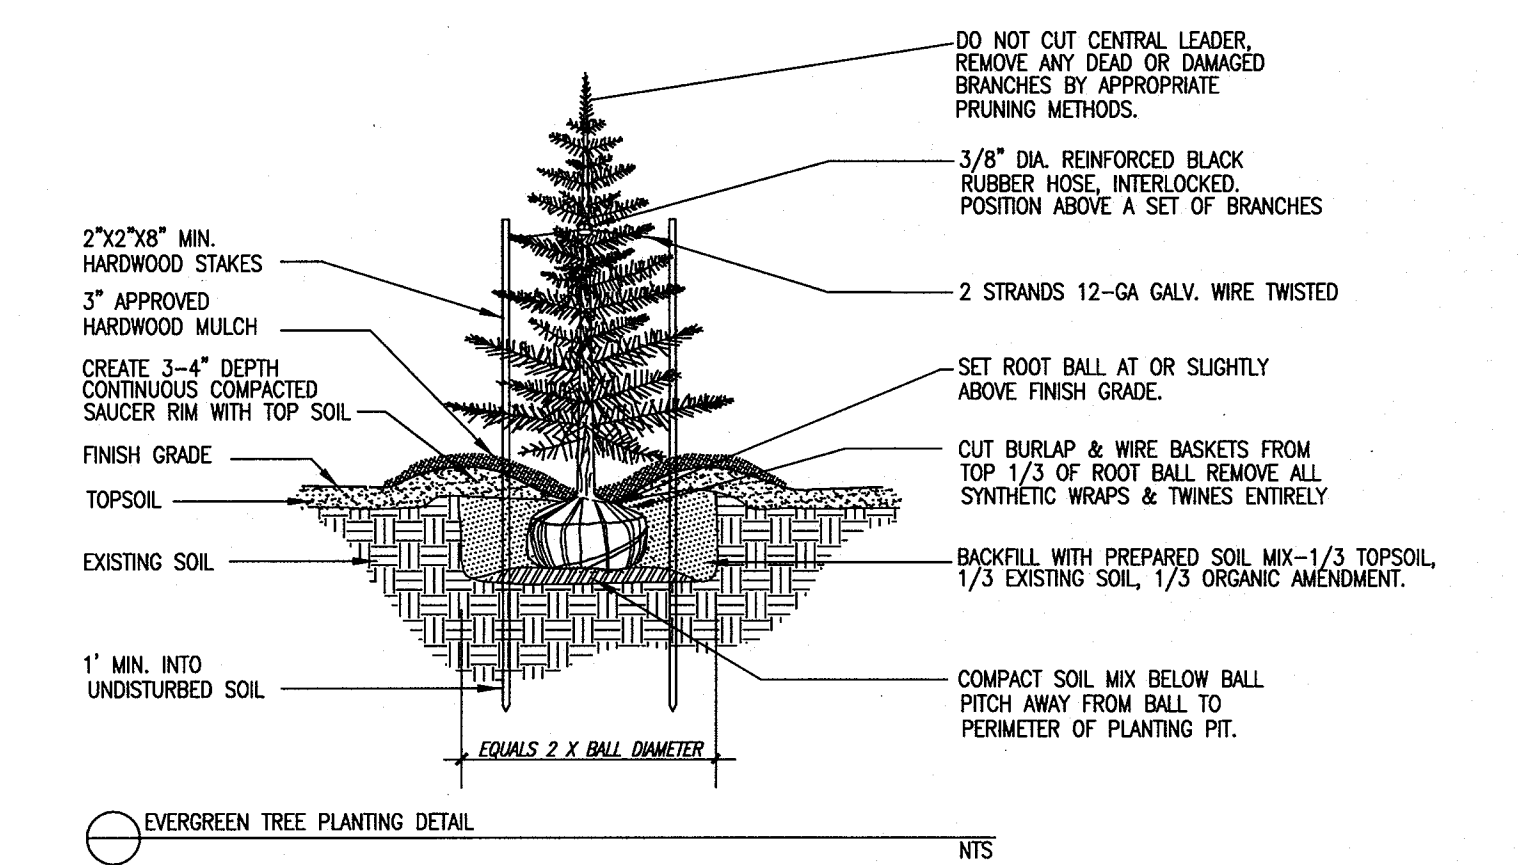 DO NOT CUT CENTRAL LEADER,
REMOVE ANY DEAD OR DAMAGED
BRANCHES BY APPROPRIATE
PRUNING METHODS.
3/8" DIA. REINFORCED BLACK
RUBBER HOSE, INTERLOCKED.
POSITION ABOVE A SET OF BRANCHES
2 STRANDS 12-GA GALV. WIRE TWISTED
SET ROOT BALL AT OR SLIGHTLY
ABOVE FINISH GRADE.
CUT BURLAP & WIRE BASKETS FROM
TOP 1/3 OF ROOT BALL REMOVE ALL
SYNTHETIC WRAPS & TWINES ENTIRELY
BACKFILL WITH PREPARED SOIL MIX-1/3 TOPSOIL,
1/3 EXISTING SOIL, 1/3 ORGANIC AMENDMENT.
COMPACT SOIL MIX BELOW BALL
PITCH AWAY FROM BALL TO
PERIMETER OF PLANTING PIT.
2"X2"X8" MIN.
HARDWOOD STAKES
3" APPROVED
HARDWOOD MULCH
CREATE 3-4" DEPTH
CONTINUOUS COMPACTED
SAUCER RIM WITH TOP SOIL
FINISH GRADE
TOPSOIL
EXISTING SOIL
1' MIN. INTO
UNDISTURBED SOIL
EQUALS 2 X BALL DIAMETER
EVERGREEN TREE PLANTING DETAIL
NTS